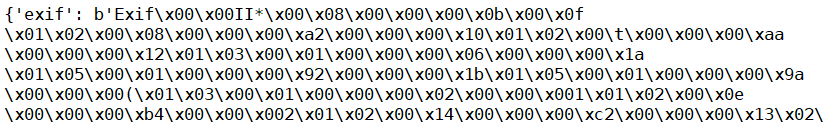 {'exif': b'Exif\x00\x00II*\x00\x08\x00\x00\x00\x0b\x00\x0f
\x01\x02\x00\x08\x00\x00\x00\xa2\x00\x00\x00\x10\x01\x02\x00\t\x00\x00\x00\xaa
\x00\x00\x00\x12\x01\x03\x00\x01\x00\x00\x00\x06\x00\x00\x00\x1a
\x01\x05\x00\x01\x00\x00\x00\x92\x00\x00\x00\x1b\x01\x05\x00\x01\x00\x00\x00\x9a
\x00\x00\x00(\x01\x03\x00\x01\x00\x00\x00\x02\x00\x00\x001\x01\x02\x00\x0e
\x00\x00\x00\xb4\x00\x00\x002\x01\x02\x00\x14\x00\x00\x00\xc2\x00\x00\x00\x13\x02\